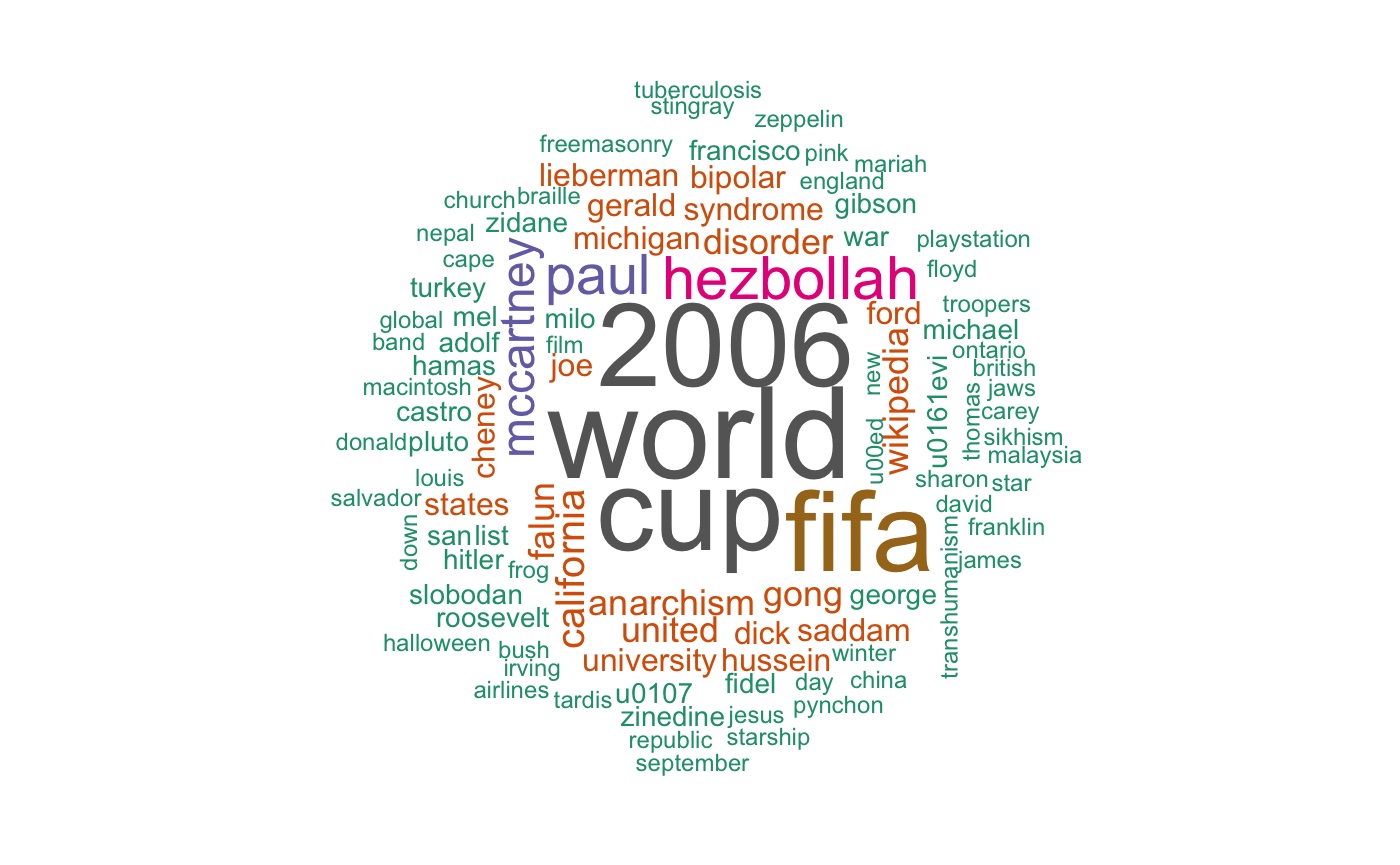 tuberculosis
stingray
zeppelin
freemasonry francisco pink
mariah
lieberman bipolar england
church braille gerald syndrome gibson
nepal zidane michigan disorder war playstation
cape mccartney paul hezbollah floyd
turkey troopers
global mel milo 2006 ford michael
band adolf film ontario
hamas joe new wikipedia u0161evi british
macintosh cheney jaws
castro world thomas carey
donald pluto u00ed sikhism
malaysia
louis sharon star
salvador states falun california cup fifa david
down san list transhumanism franklin
hitler frog james
slobodan anarchism gong george
roosevelt united dick saddam
halloween bush university hussein winter
irving
airlines tardis u0107 fidel day china
zinedine jesus pynchon
republic starship
september